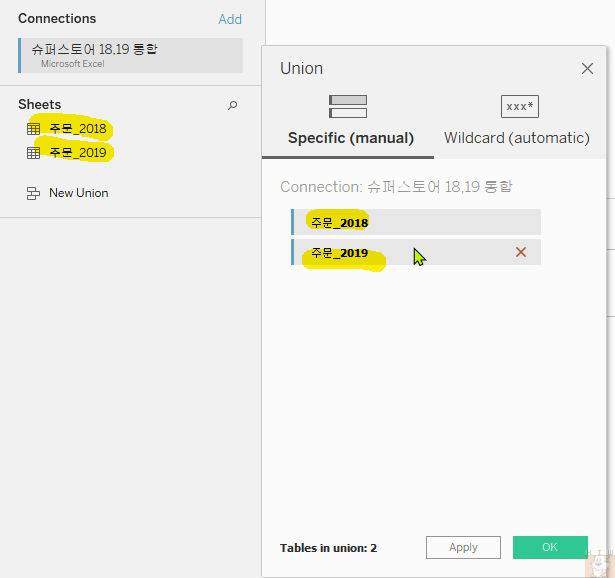 Connections
Add
슈퍼스토어 18,19 통합
Microsoft Excel
Sheets
주문_2018
주문_2019
New Union
Union
xxx*
Specific (manual)
Wildcard (automatic)
Connection: 슈퍼스토어 18,19 통합
주문_2018
주문_2019
Tables in union: 2
Apply
OK